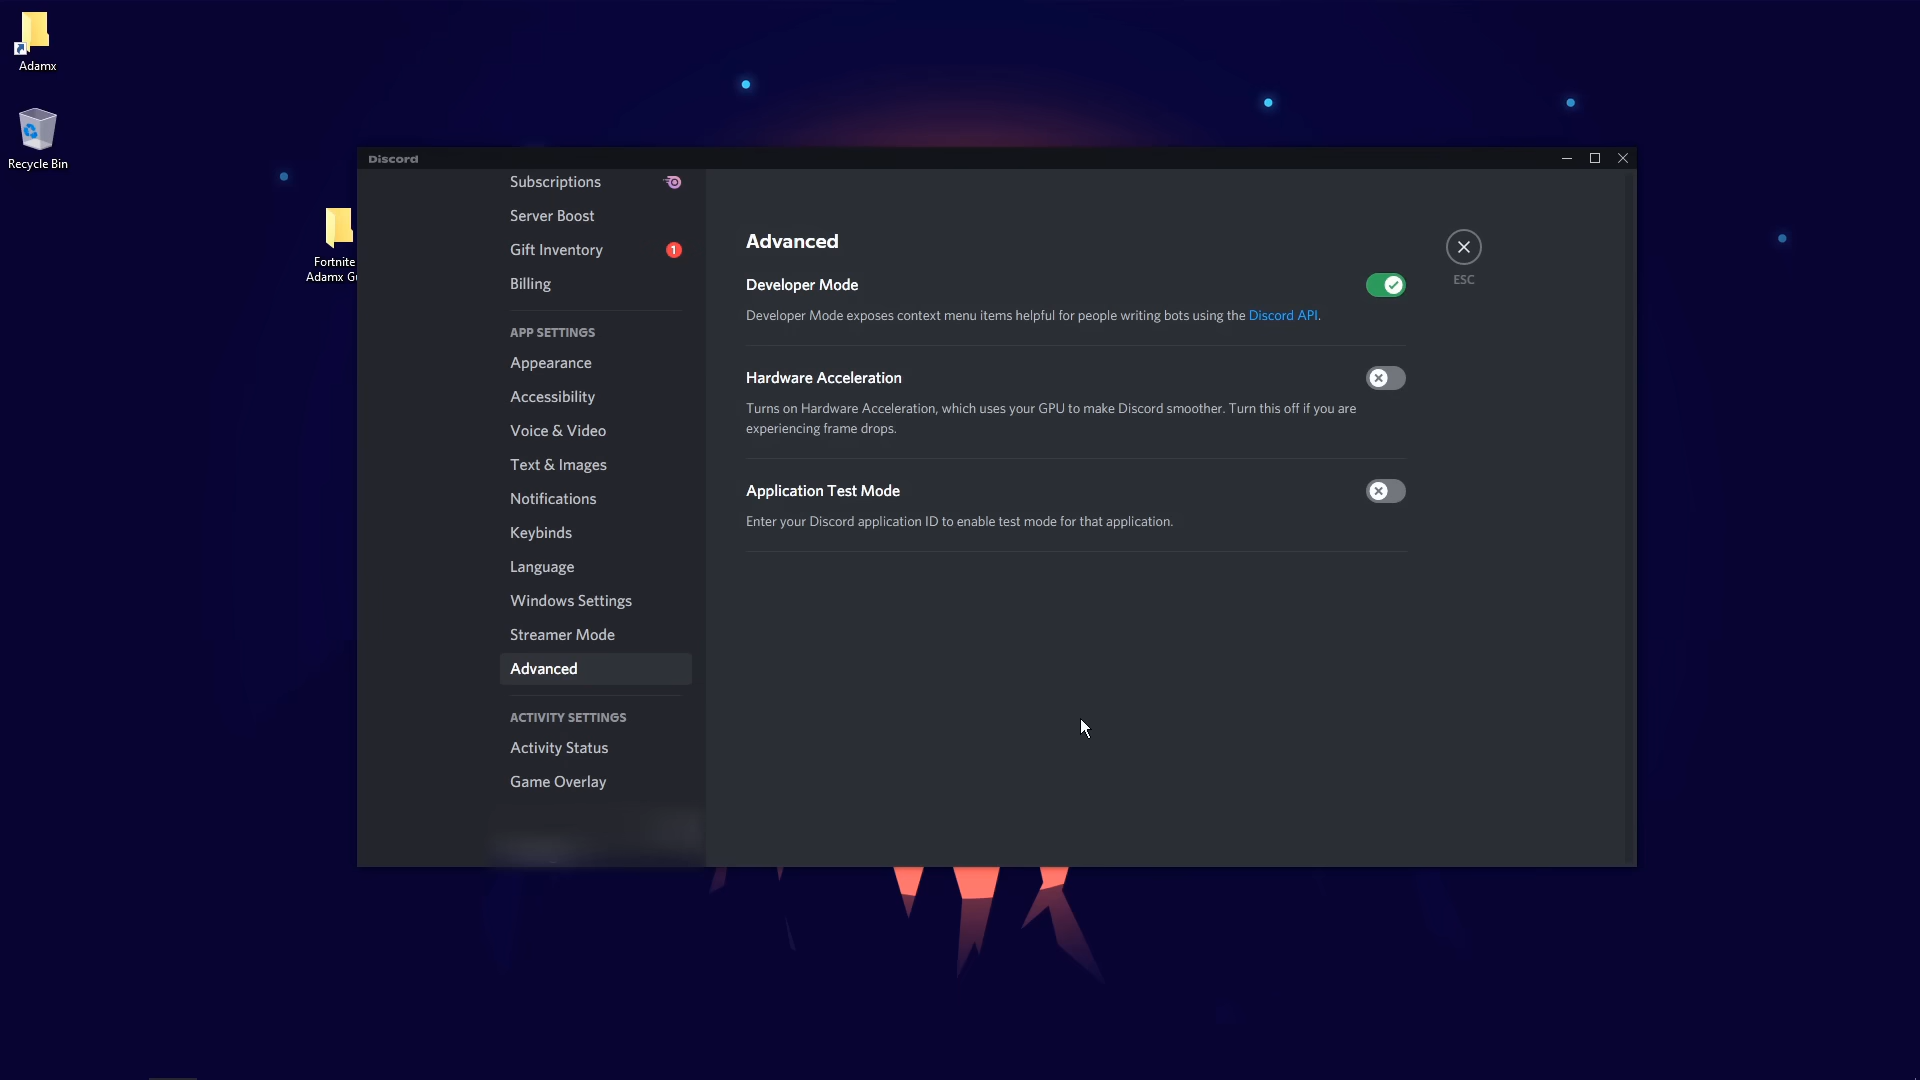 Adamx
Recycle Bin
Fortnite
Adamx
Discord
Subscriptions
Server Boost
Gift Inventory 1
Billing
APP SETTINGS
Appearance
Accessibility
Voice & Video
Text & Images
Notifications
Keybinds
Language
Windows Settings
Streamer Mode
Advanced
ACTIVITY SETTINGS
Activity Status
Game Overlay
Advanced
Developer Mode
Developer Mode exposes context menu items helpful for people writing bots using the Discord API.
Hardware Acceleration
Turns on Hardware Acceleration, which uses your GPU to make Discord smoother. Turn this off if you are
experiencing frame drops.
Application Test Mode
Enter your Discord application ID to enable test mode for that application.
ESC